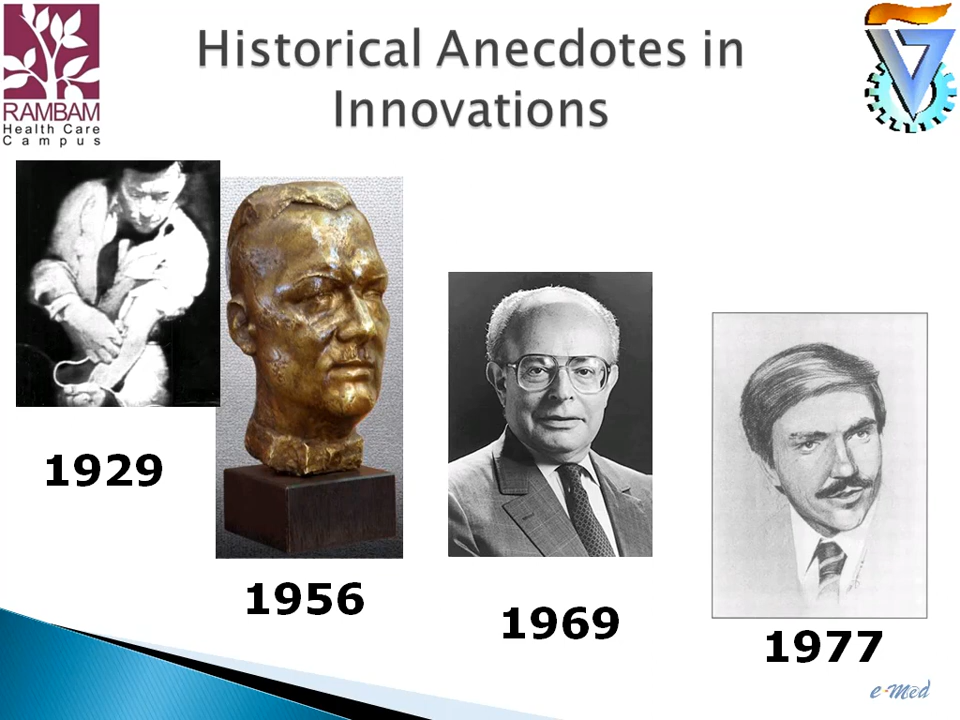 Historical Anecdotes in
Innovations
RAMBAM
Health Care
Campus
1929
1956
1969
1977
e-Med